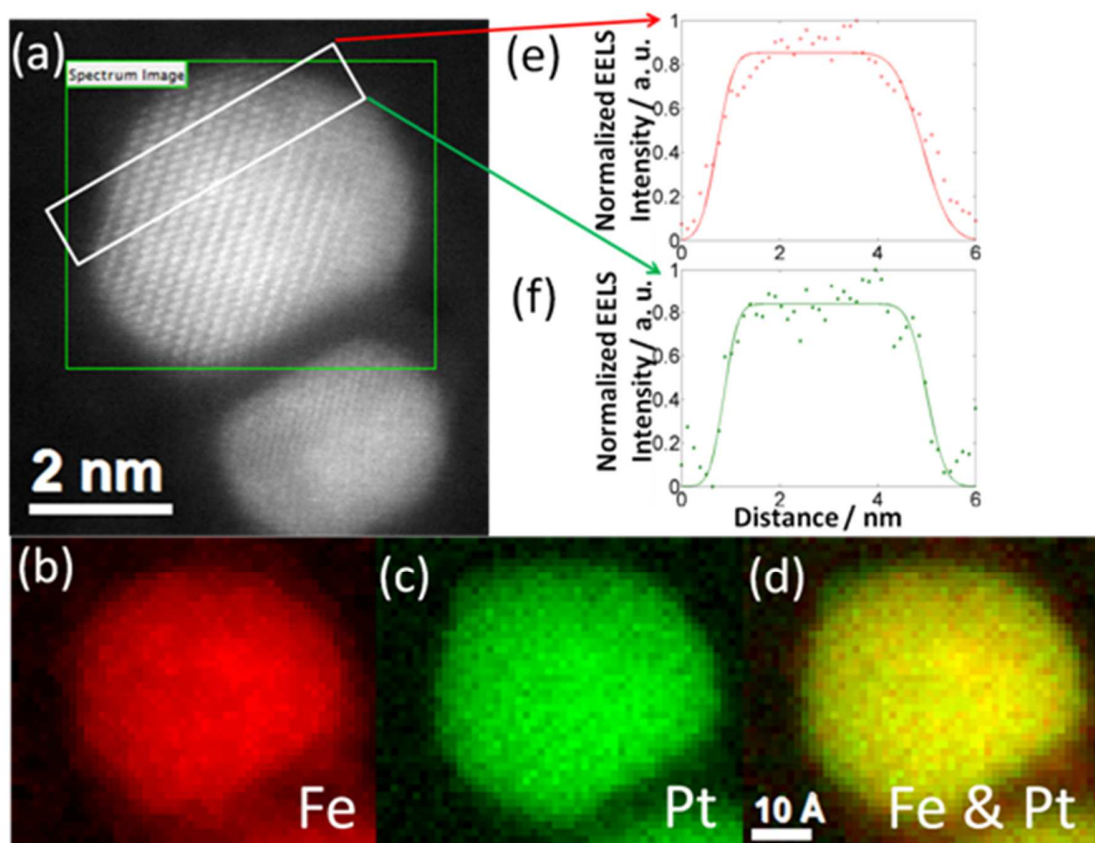 (a)
Spectrum Image
2 nm
(e)
Normalized EELS
Intensity / a. u.
1
0.8
0.6
0.4
0.2
0
0
2
4
6
(f)
Normalized EELS
Intensity / a. u.
1
0.8
0.6
0.4
0.2
0
0
2
4
6
Distance / nm
(b)
Fe
(c)
Pt
(d)
10 A
Fe & Pt